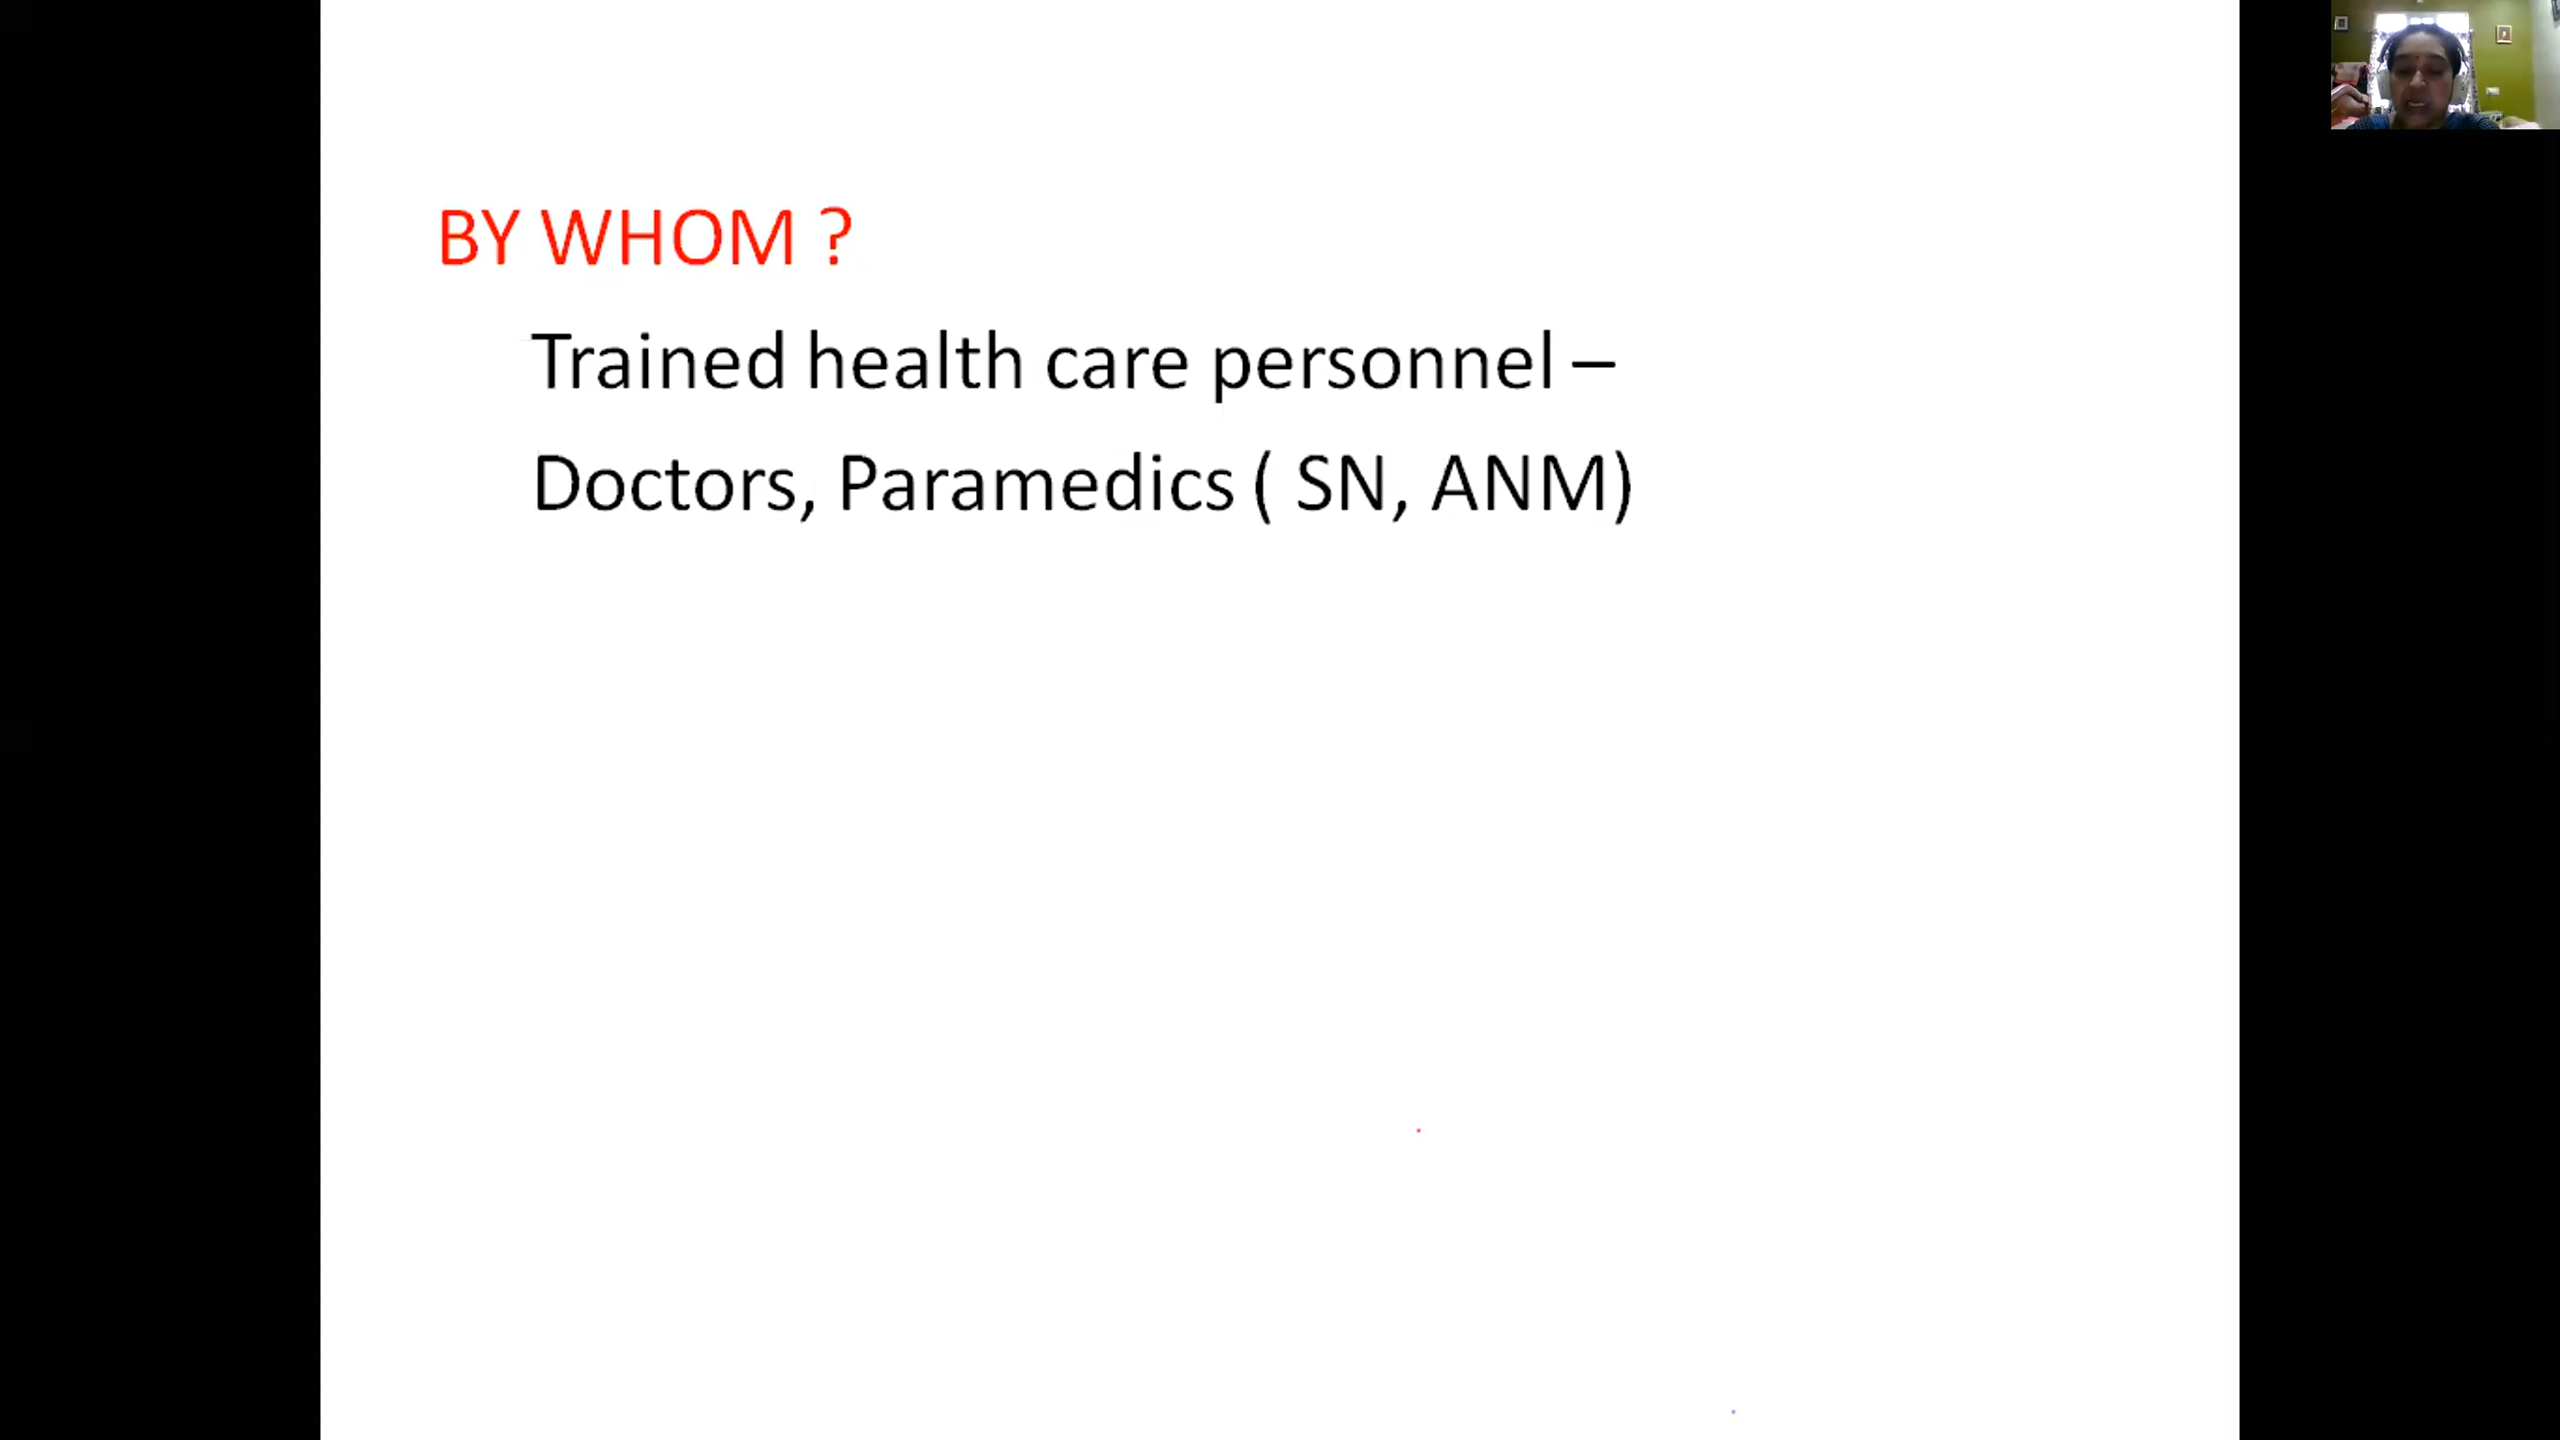 BY WHOM ?
Trained health care personnel –
Doctors, Paramedics ( SN, ANM)